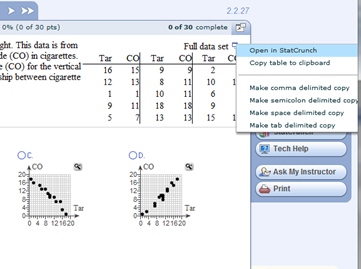 2.2.27
0% (0 of 30 pts)
0 of 30 complete
ght. This data is from
de (CO) in cigarettes.
e (CO) for the vertical
ship between cigarette
Full data set
Tar CO Tar CO Tar C
16 15 9 9 2
12 13 8 11 10 1
1 1 10 11 6
9 11 18 18 9
5 7 13 13 15 1
Open in StatCrunch
Copy table to clipboard
Make comma delimited copy
Make semicolon delimited copy
Make space delimited copy
Make tab delimited copy
StatCrunch
Tech Help
Ask My Instructor
Print
C.
CO
20
16
12
8
4
0
0 4 8 12 16 20
Tar
D.
CO
20
16
12
8
4
0
0 4 8 12 16 20
Tar